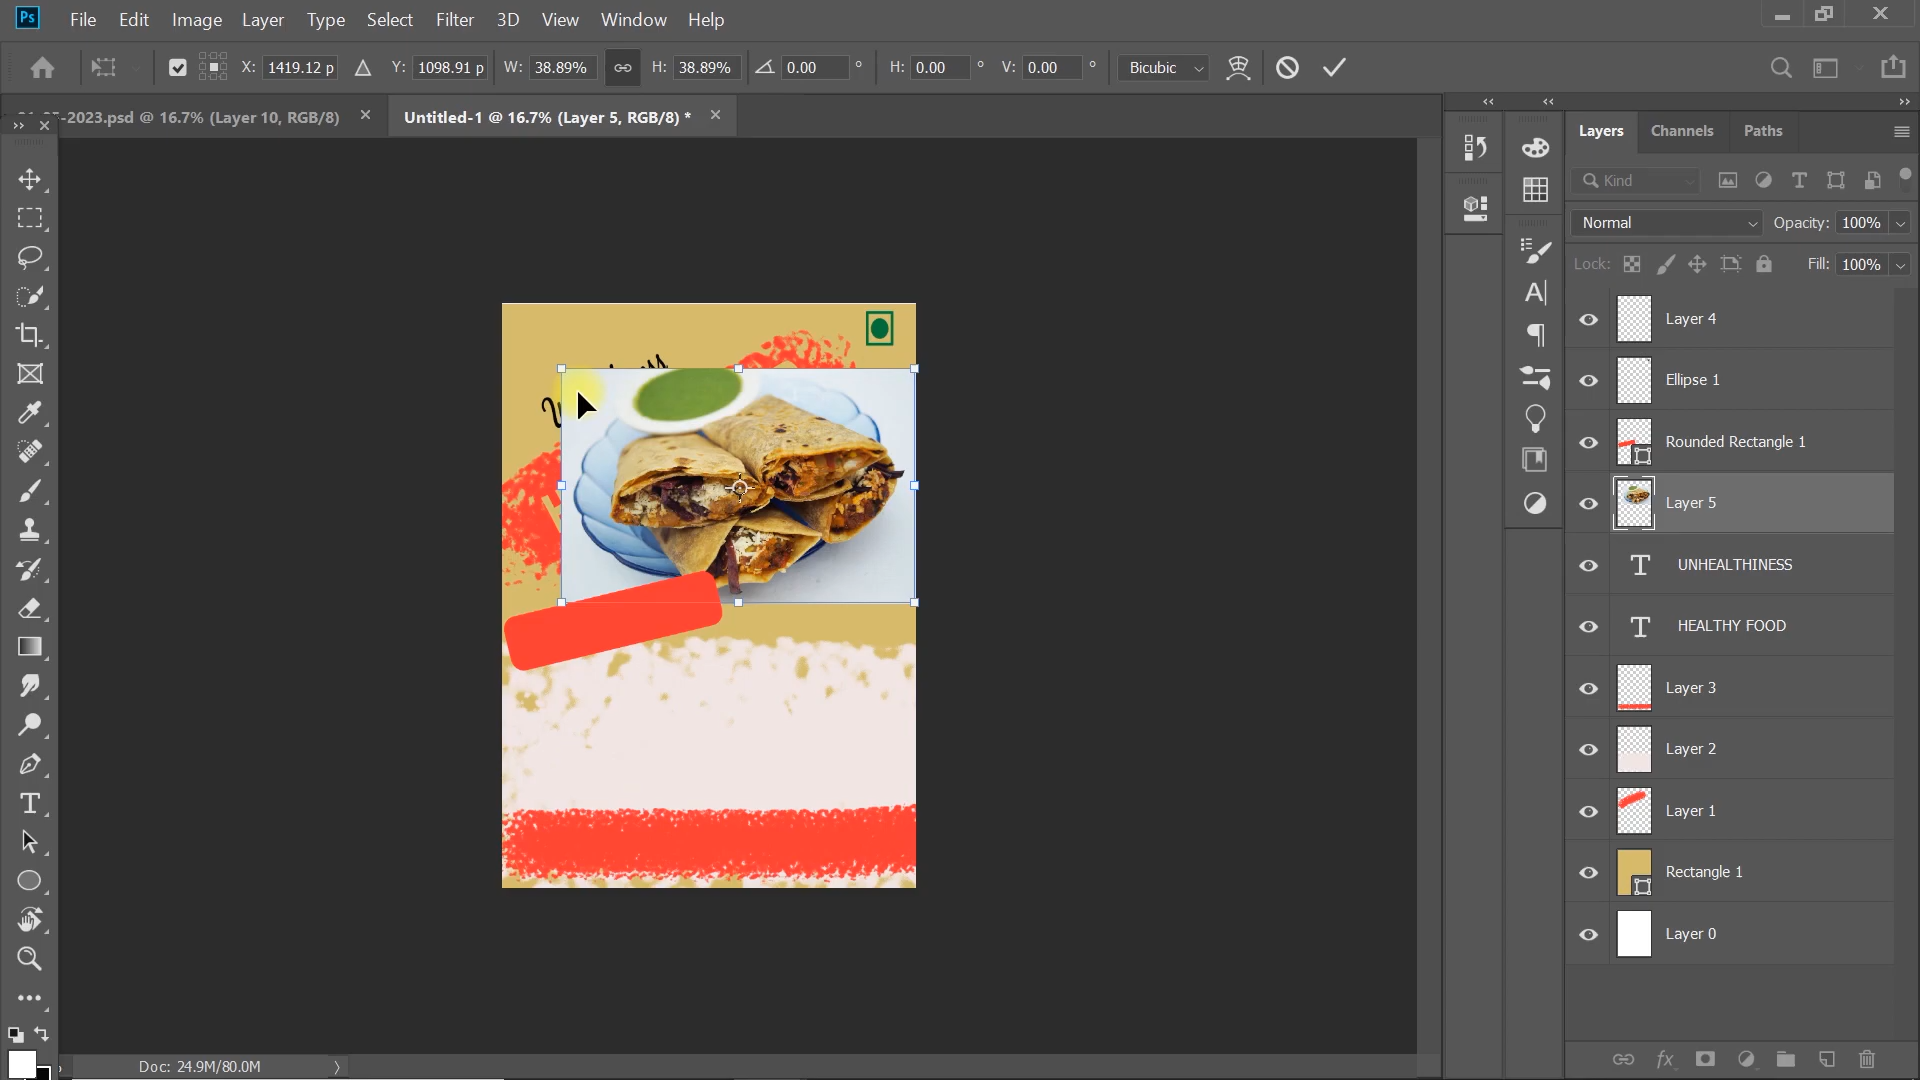 Ps File Edit Image Layer Type Select Filter 3D View Window Help
X: 1419.12 p Y: 1098.91 p W: 38.89% H: 38.89% 0.00 ° H: 0.00 ° V: 0.00 ° Bicubic
-2023.psd @ 16.7% (Layer 10, RGB/8) × Untitled-1 @ 16.7% (Layer 5, RGB/8) * ×
Layers Channels Paths
Kind
Normal Opacity: 100%
Lock: Fill: 100%
Layer 4
Ellipse 1
Rounded Rectangle 1
Layer 5
UNHEALTHINESS
HEALTHY FOOD
Layer 3
Layer 2
Layer 1
Rectangle 1
Layer 0
Doc: 24.9M/80.0M